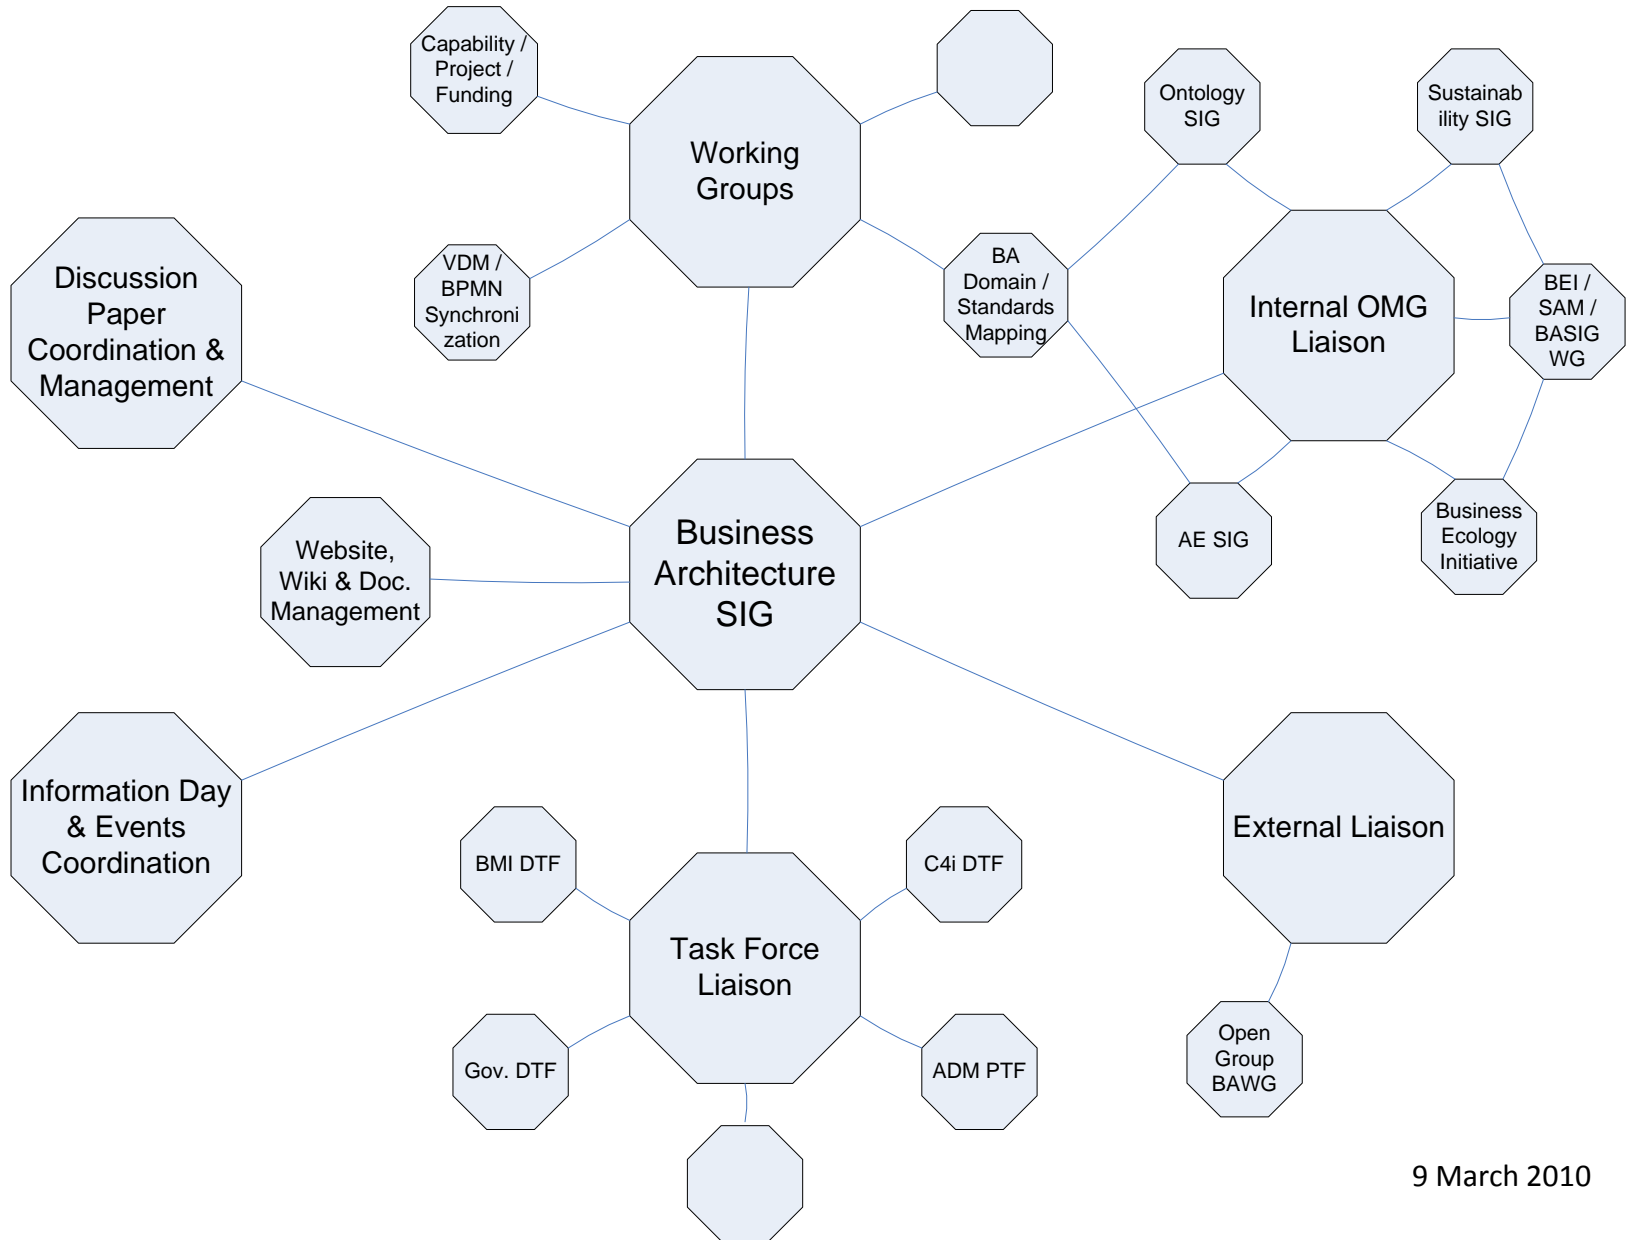 Capability /
Project /
Funding
Working
Groups
Ontology
SIG
Sustainab
ility SIG
Discussion
Paper
Coordination &
Management
VDM /
BPMN
Synchroni
zation
BA
Domain /
Standards
Mapping
Internal OMG
Liaison
BEI /
SAM /
BASIG
WG
Website,
Wiki & Doc.
Management
Business
Architecture
SIG
AE SIG
Business
Ecology
Initiative
Information Day
& Events
Coordination
BMI DTF
C4i DTF
External Liaison
Task Force
Liaison
Gov. DTF
ADM PTF
Open
Group
BAWG
9 March 2010